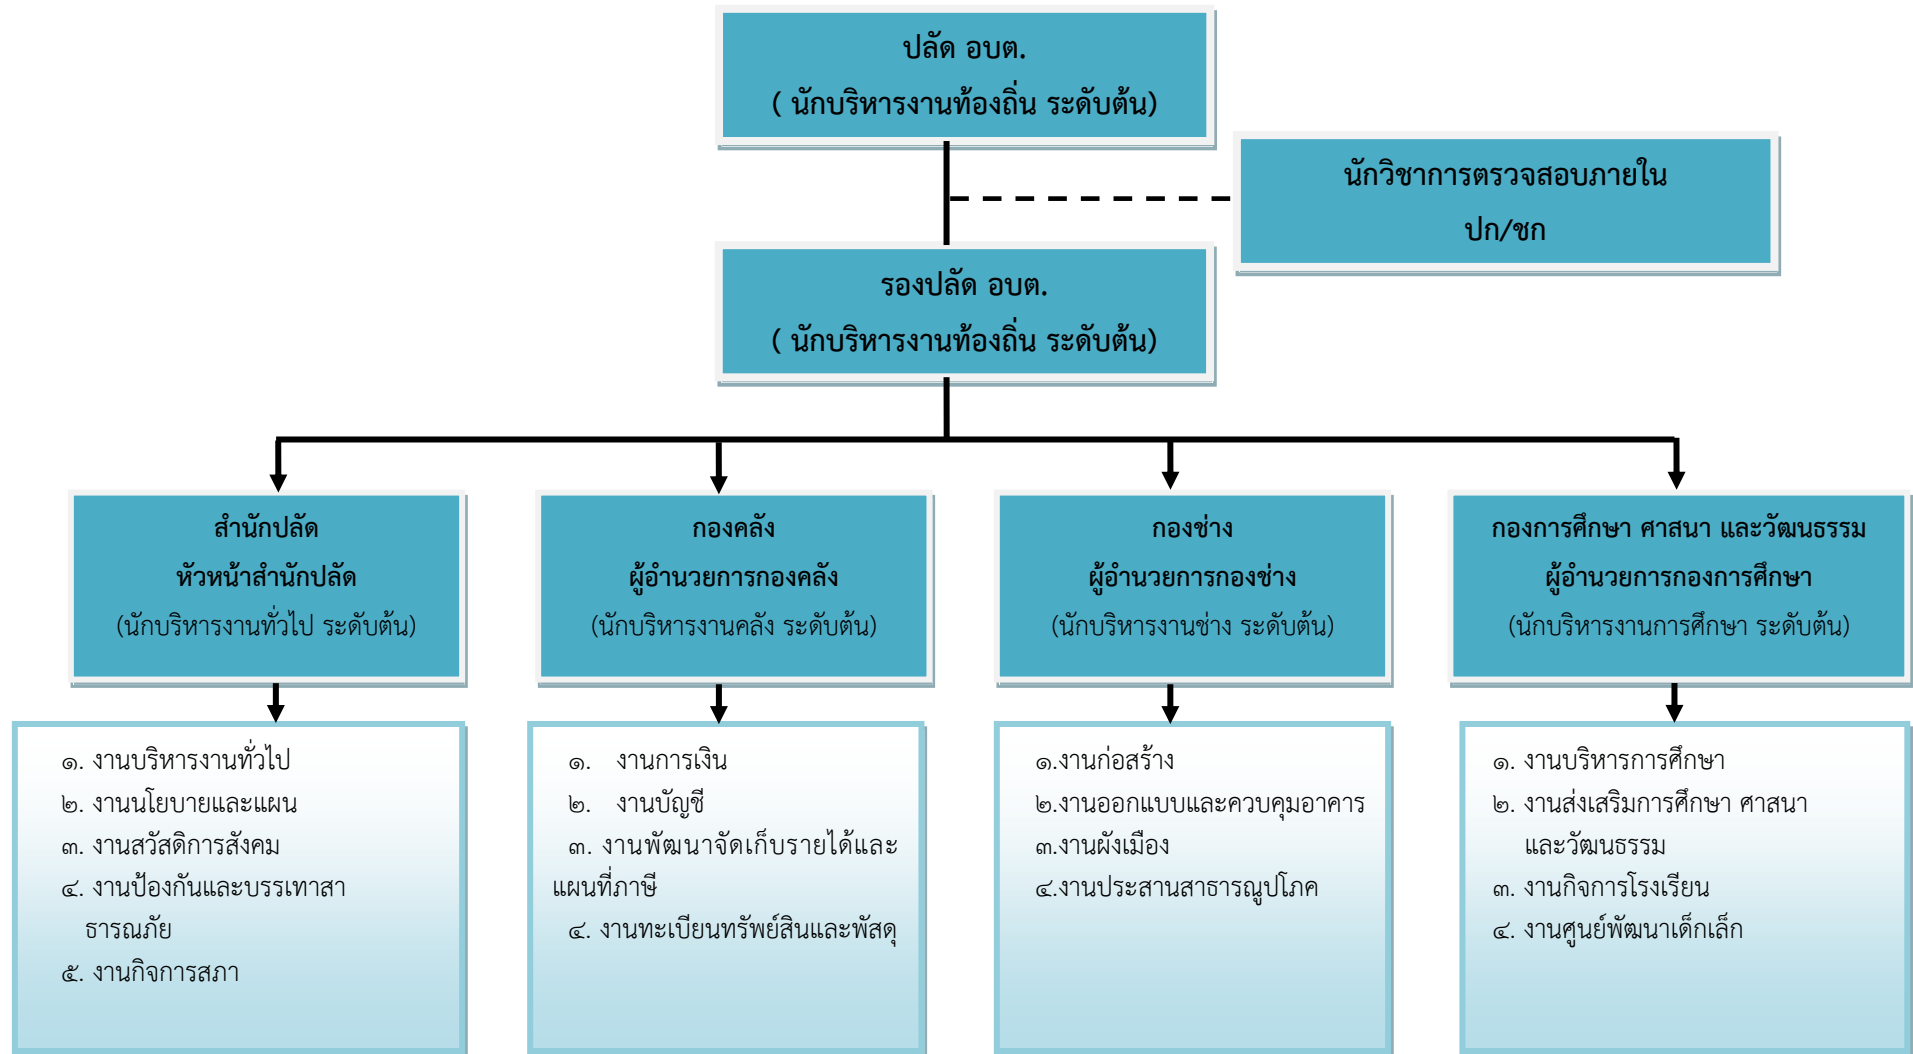 ปลัด อบต.
( นักบริหารงานท้องถิ่น ระดับต้น)
นักวิชาการตรวจสอบภายใน
ปก/ชก
รองปลัด อบต.
( นักบริหารงานท้องถิ่น ระดับต้น)
สำนักปลัด
หัวหน้าสำนักปลัด
(นักบริหารงานทั่วไป ระดับต้น)
กองคลัง
ผู้อำนวยการกองคลัง
(นักบริหารงานคลัง ระดับต้น)
กองช่าง
ผู้อำนวยการกองช่าง
(นักบริหารงานช่าง ระดับต้น)
กองการศึกษา ศาสนา และวัฒนธรรม
ผู้อำนวยการกองการศึกษา
(นักบริหารงานการศึกษา ระดับต้น)
๑. งานบริหารงานทั่วไป
๒. งานนโยบายและแผน
๓. งานสวัสดิการสังคม
๔. งานป้องกันและบรรเทาสา
ธารณภัย
๕. งานกิจการสภา
๑. งานการเงิน
๒. งานบัญชี
๓. งานพัฒนาจัดเก็บรายได้และ
แผนที่ภาษี
๔. งานทะเบียนทรัพย์สินและพัสดุ
๑.งานก่อสร้าง
๒.งานออกแบบและควบคุมอาคาร
๓.งานผังเมือง
๔.งานประสานสาธารณูปโภค
๑. งานบริหารการศึกษา
๒. งานส่งเสริมการศึกษา ศาสนา
และวัฒนธรรม
๓. งานกิจการโรงเรียน
๔. งานศูนย์พัฒนาเด็กเล็ก